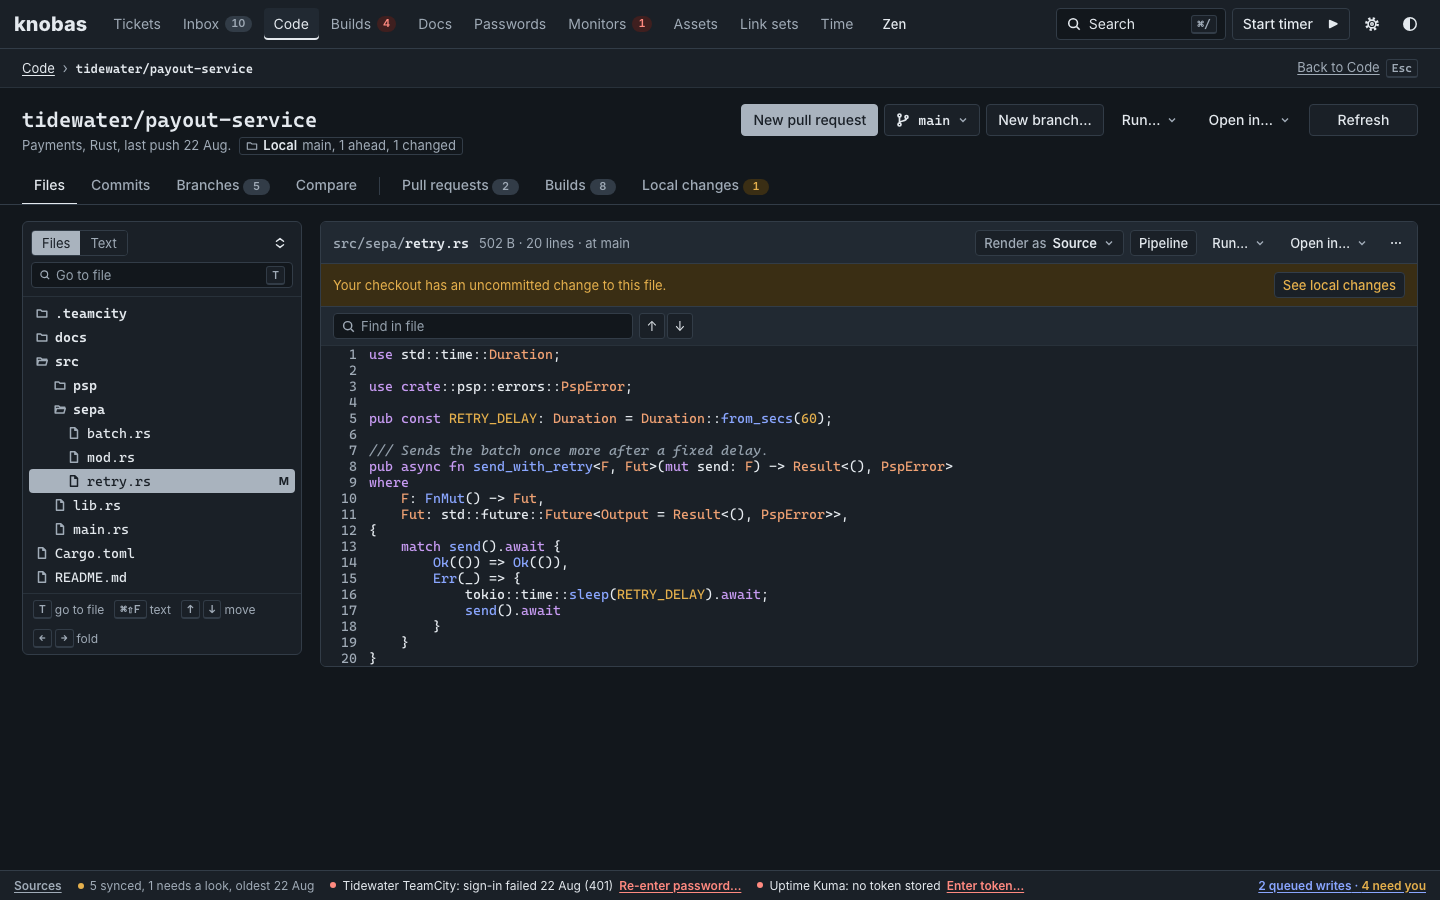 knobas Tickets Inbox 10 Code Builds 4 Docs Passwords Monitors 1 Assets Link sets Time Zen Search ⌘/ Start timer
Code › tidewater/payout-service Back to Code Esc
tidewater/payout-service New pull request main New branch... Run... Open in... Refresh
Payments, Rust, last push 22 Aug. Local main, 1 ahead, 1 changed
Files Commits Branches 5 Compare Pull requests 2 Builds 8 Local changes 1
Files Text
Go to file T
.teamcity
docs
src
psp
sepa
batch.rs
mod.rs
retry.rs M
lib.rs
main.rs
Cargo.toml
README.md
T go to file ⌘⇧F text ↑ ↓ move
← → fold
src/sepa/retry.rs 502 B · 20 lines · at main Render as Source Pipeline Run... Open in... ···
Your checkout has an uncommitted change to this file. See local changes
Find in file ↑ ↓
1 use std::time::Duration;
2
3 use crate::psp::errors::PspError;
4
5 pub const RETRY_DELAY: Duration = Duration::from_secs(60);
6
7 /// Sends the batch once more after a fixed delay.
8 pub async fn send_with_retry<F, Fut>(mut send: F) -> Result<(), PspError>
9 where
10     F: FnMut() -> Fut,
11     Fut: std::future::Future<Output = Result<(), PspError>>,
12 {
13     match send().await {
14         Ok(()) => Ok(()),
15         Err(_) => {
16             tokio::time::sleep(RETRY_DELAY).await;
17             send().await
18         }
19     }
20 }
Sources 5 synced, 1 needs a look, oldest 22 Aug Tidewater TeamCity: sign-in failed 22 Aug (401) Re-enter password... Uptime Kuma: no token stored Enter token... 2 queued writes · 4 need you